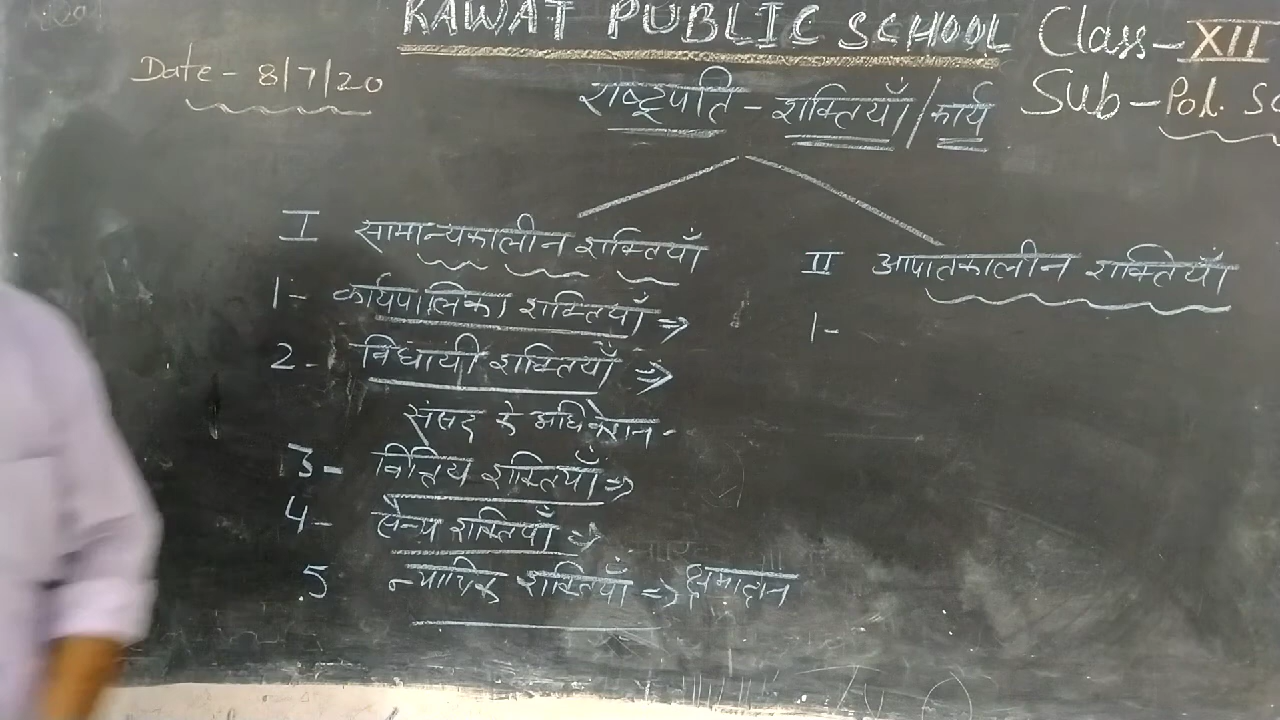 RAWAT PUBLIC SCHOOL Class-XII
Date-8/7/20
राष्ट्रपति - शक्तियाँ/कार्य Sub-Pol. Sc
I सामान्यकालीन शक्तियाँ
II आपातकालीन शक्तियाँ
1-
1- कार्यपालिका शक्तियाँ ⇒
2- विधायी शक्तियाँ ⇒
संसद के अधिवेशन-
3- वित्तिय शक्तियाँ ⇒
4- सैन्य शक्तियाँ ⇒
5 न्यायिक शक्तियाँ ⇒ क्षमादान